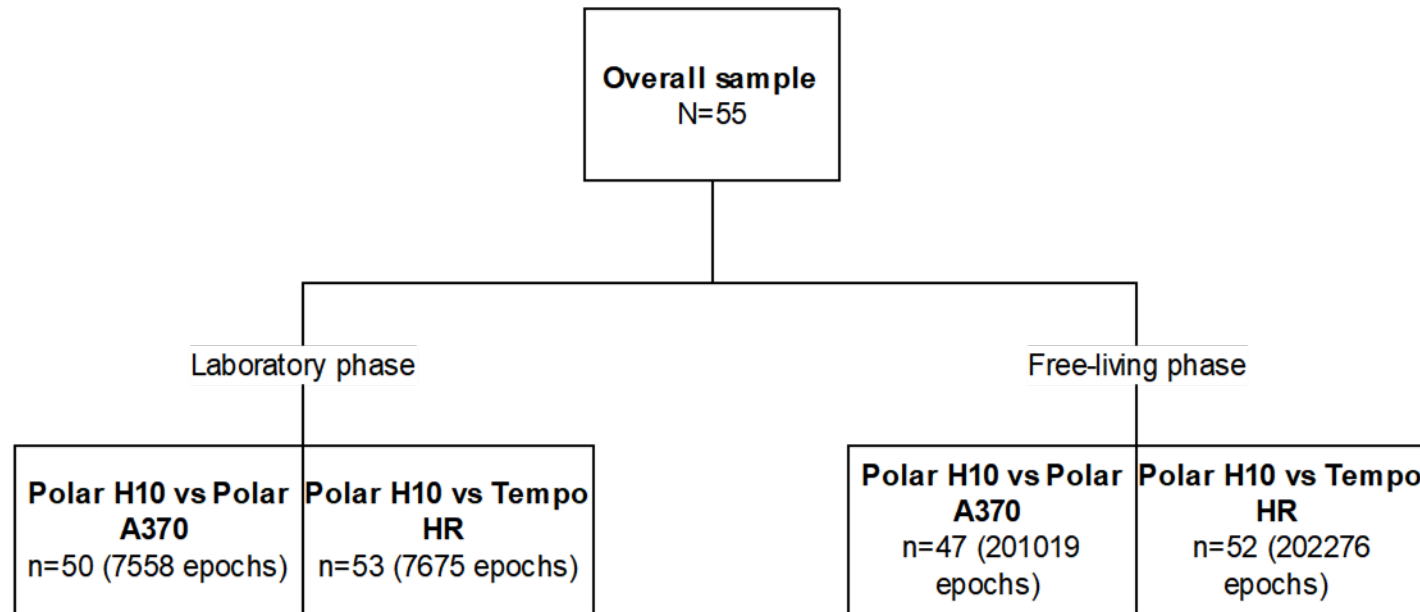 Overall sample
N=55
Laboratory phase
Free-living phase
Polar H10 vs Polar
A370
n=50 (7558 epochs)
Polar H10 vs Tempo
HR
n=53 (7675 epochs)
Polar H10 vs Polar
A370
n=47 (201019
epochs)
Polar H10 vs Tempo
HR
n=52 (202276
epochs)